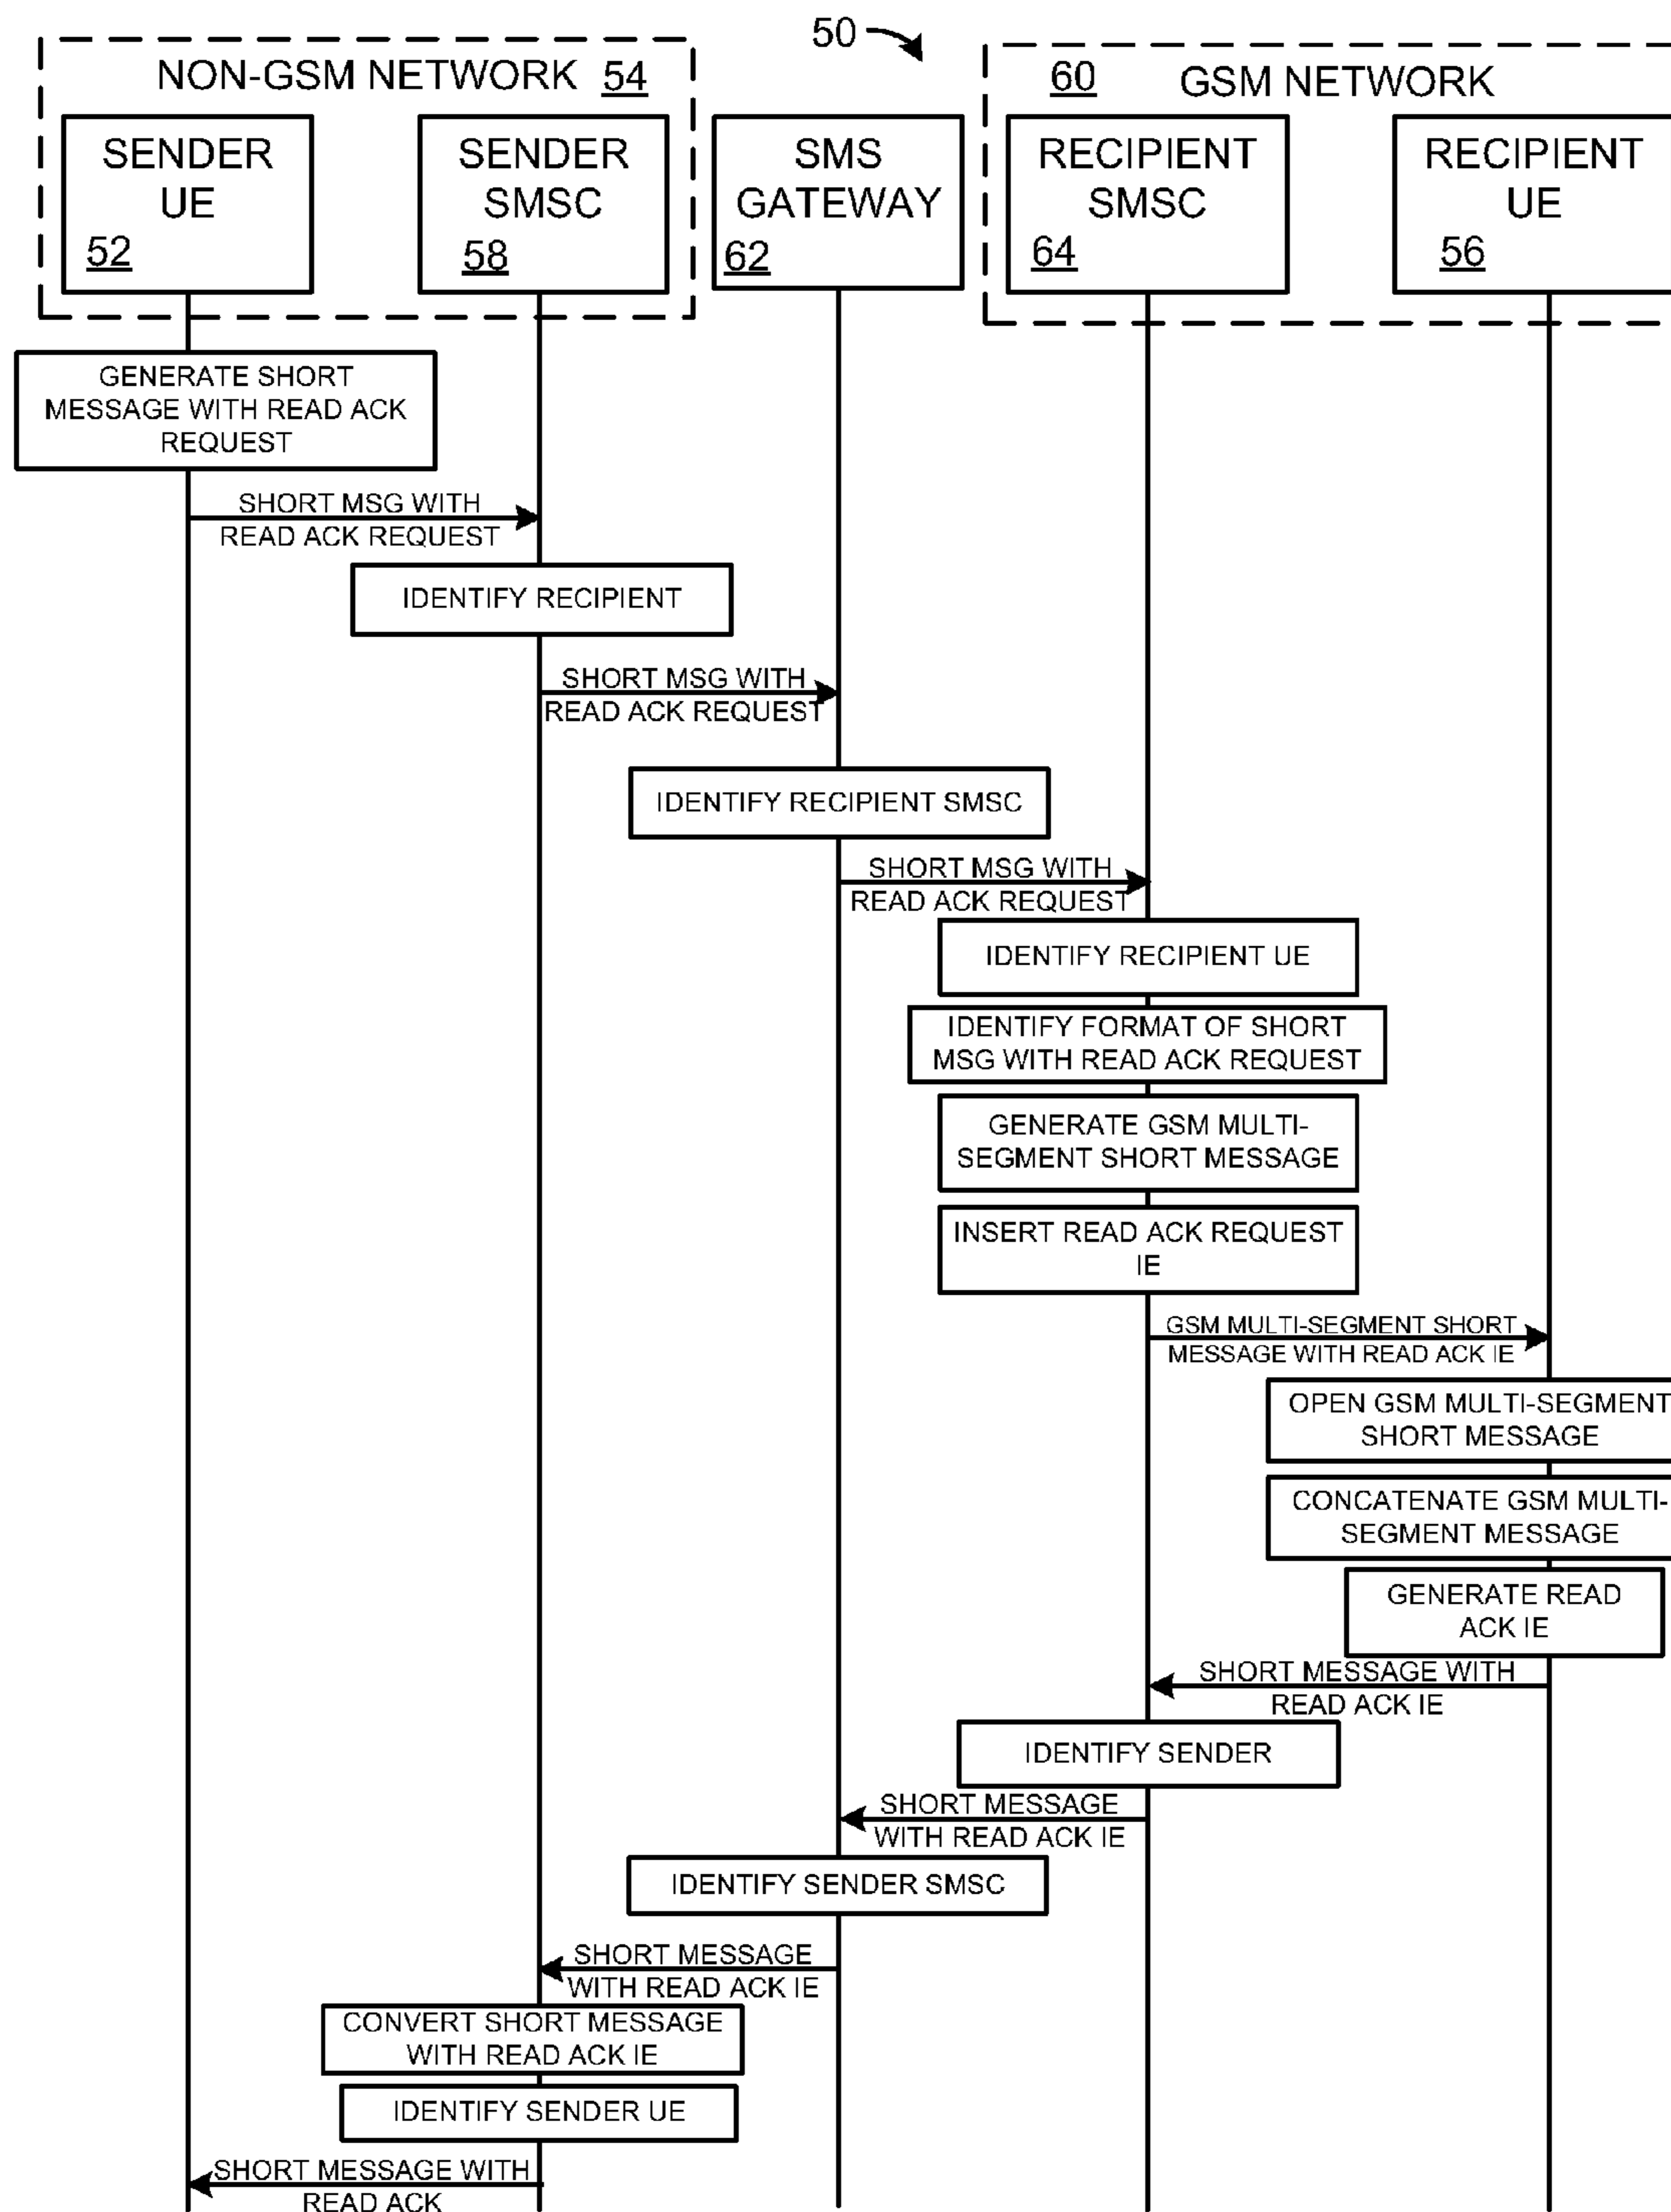 50
NON-GSM NETWORK 54
60 GSM NETWORK
SENDER
UE
52
SENDER
SMSC
58
SMS
GATEWAY
62
RECIPIENT
SMSC
64
RECIPIENT
UE
56
GENERATE SHORT
MESSAGE WITH READ ACK
REQUEST
SHORT MSG WITH
READ ACK REQUEST
IDENTIFY RECIPIENT
SHORT MSG WITH
READ ACK REQUEST
IDENTIFY RECIPIENT SMSC
SHORT MSG WITH
READ ACK REQUEST
IDENTIFY RECIPIENT UE
IDENTIFY FORMAT OF SHORT
MSG WITH READ ACK REQUEST
GENERATE GSM MULTI-
SEGMENT SHORT MESSAGE
INSERT READ ACK REQUEST
IE
GSM MULTI-SEGMENT SHORT
MESSAGE WITH READ ACK IE
OPEN GSM MULTI-SEGMENT
SHORT MESSAGE
CONCATENATE GSM MULTI-
SEGMENT MESSAGE
GENERATE READ
ACK IE
SHORT MESSAGE WITH
READ ACK IE
IDENTIFY SENDER
SHORT MESSAGE
WITH READ ACK IE
IDENTIFY SENDER SMSC
SHORT MESSAGE
WITH READ ACK IE
CONVERT SHORT MESSAGE
WITH READ ACK IE
IDENTIFY SENDER UE
SHORT MESSAGE WITH
READ ACK